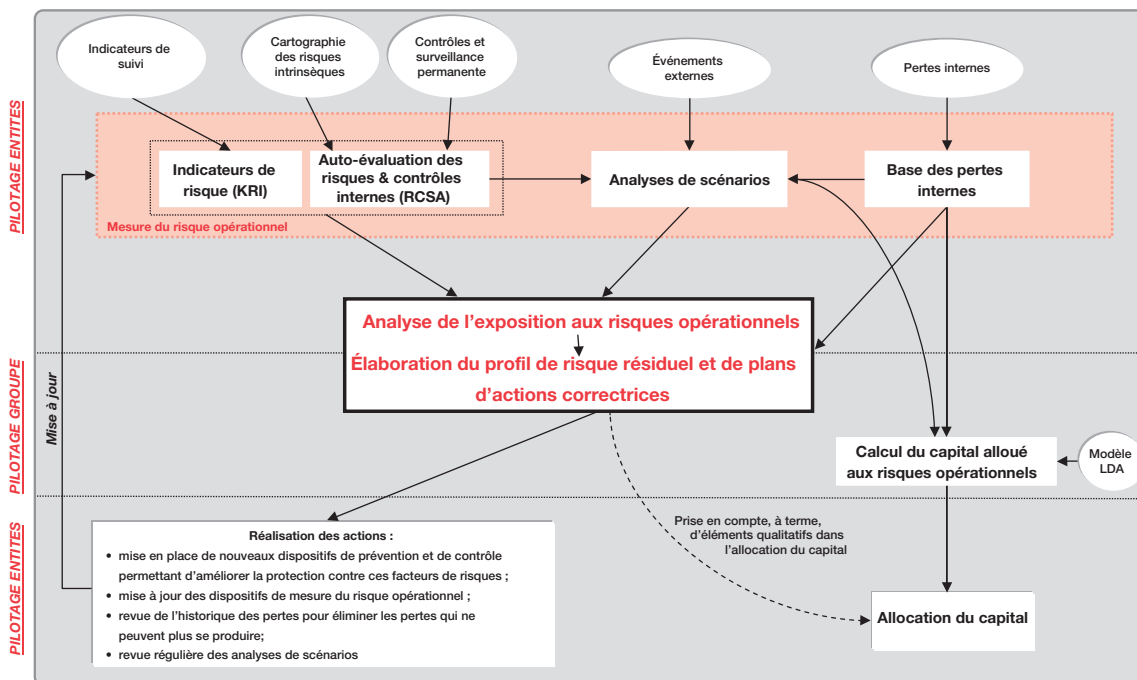 Indicateurs de
suivi
Cartographie
des risques
intrinsèques
Contrôles et
surveillance
permanente
Événements
externes
Pertes internes
PILOTAGE ENTITES
Indicateurs de
risque (KRI)
Auto-évaluation des
risques & contrôles
internes (RCSA)
Analyses de scénarios
Base des pertes
internes
Mesure du risque opérationnel
Analyse de l'exposition aux risques opérationnels
Élaboration du profil de risque résiduel et de plans
d'actions correctrices
PILOTAGE GROUPE
Mise à jour
Calcul du capital alloué
aux risques opérationnels
Modèle
LDA
PILOTAGE ENTITES
Réalisation des actions :
• mise en place de nouveaux dispositifs de prévention et de contrôle
permettant d'améliorer la protection contre ces facteurs de risques ;
• mise à jour des dispositifs de mesure du risque opérationnel ;
• revue de l'historique des pertes pour éliminer les pertes qui ne
peuvent plus se produire;
• revue régulière des analyses de scénarios
Prise en compte, à terme,
d'éléments qualitatifs dans
l'allocation du capital
Allocation du capital